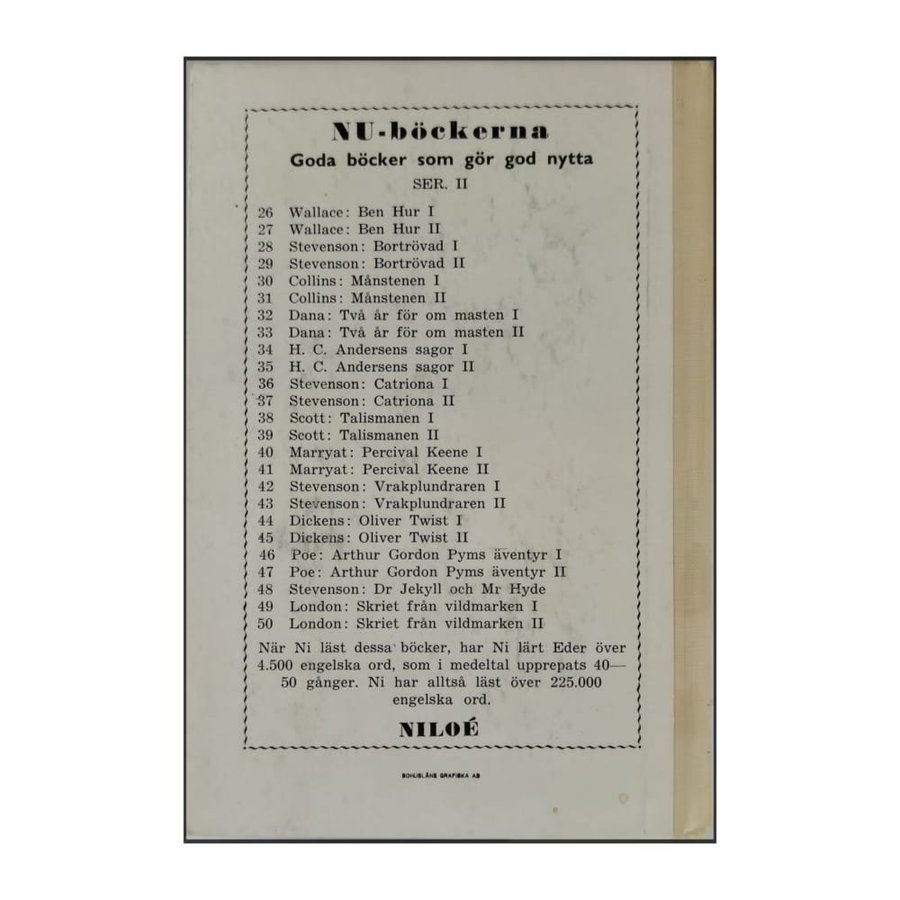 NU-böckerna
Goda böcker som gör god nytta
SER. II
26 Wallace: Ben Hur I
27 Wallace: Ben Hur II
28 Stevenson: Bortrövad I
29 Stevenson: Bortrövad II
30 Collins: Månstenen I
31 Collins: Månstenen II
32 Dana: Två år för om masten I
33 Dana: Två år för om masten II
34 H. C. Andersens sagor I
35 H. C. Andersens sagor II
36 Stevenson: Catriona I
37 Stevenson: Catriona II
38 Scott: Talismanen I
39 Scott: Talismanen II
40 Marryat: Percival Keene I
41 Marryat: Percival Keene II
42 Stevenson: Vrakplundraren I
43 Stevenson: Vrakplundraren II
44 Dickens: Oliver Twist I
45 Dickens: Oliver Twist II
46 Poe: Arthur Gordon Pyms äventyr I
47 Poe: Arthur Gordon Pyms äventyr II
48 Stevenson: Dr Jekyll och Mr Hyde
49 London: Skriet från vildmarken I
50 London: Skriet från vildmarken II
När Ni läst dessa böcker, har Ni lärt Eder över
4.500 engelska ord, som i medeltal upprepats 40—
50 gånger. Ni har alltså läst över 225.000
engelska ord.
NILOÉ
BOHUSLÄNS GRAFISKA AB